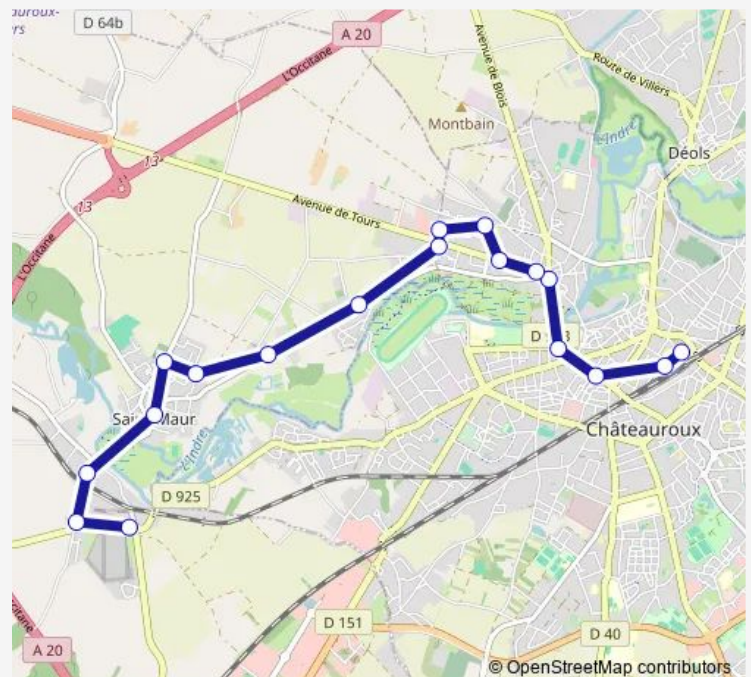 D 64b
A 20
L'Occitane
Avenue de Blois
Route de Villers
Montbain
L'Indre
Déols
13
13
Avenue de Tours
L'Occitane
Châteauroux
L'Indre
D 925
D 151
D 40
A 20
© OpenStreetMap contributors